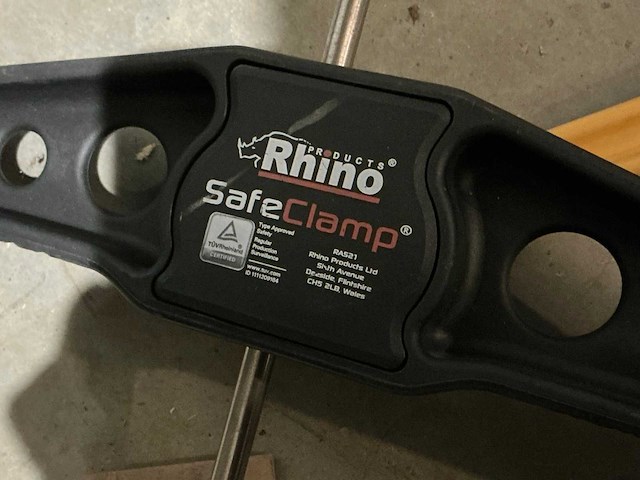 PRODUCTS®
Rhino
SafeClamp®
TÜVRheinland
CERTIFIED
Type Approved
Safety
Regular
Production
Surveillance
www.tuv.com
ID 1111209104
RAS21
Rhino Products Ltd
Sixth Avenue
Deeside, Flintshire
CH5 2LB, Wales